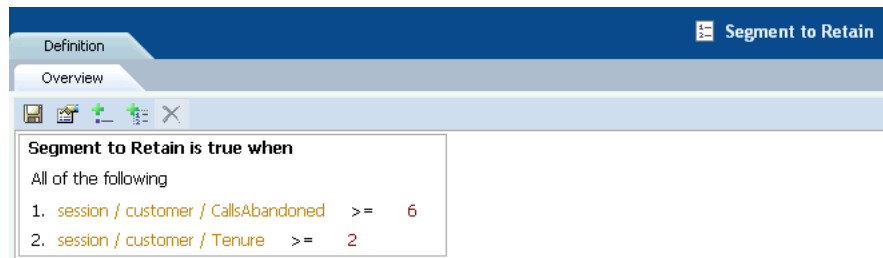 Segment to Retain
Definition
Overview
Segment to Retain is true when
All of the following
1. session / customer / CallsAbandoned >= 6
2. session / customer / Tenure >= 2